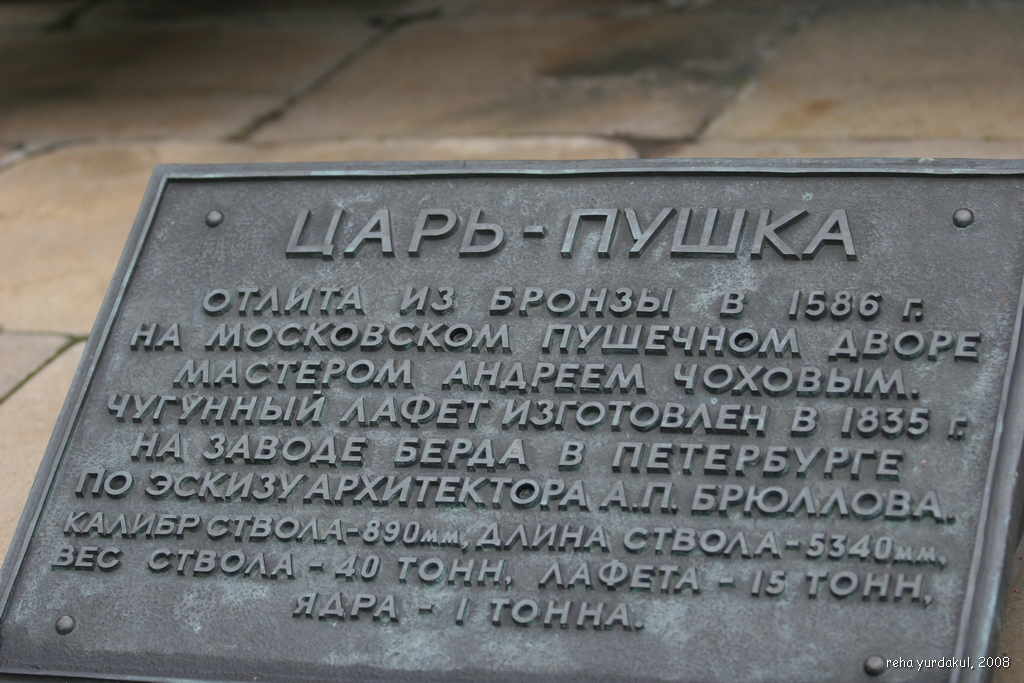 ЦАРЬ-ПУШКА
ОТЛИТА ИЗ БРОНЗЫ В 1586 г.
НА МОСКОВСКОМ ПУШЕЧНОМ ДВОРЕ
МАСТЕРОМ АНДРЕЕМ ЧОХОВЫМ.
ЧУГУННЫЙ ЛАФЕТ ИЗГОТОВЛЕН В 1835 г.
НА ЗАВОДЕ БЕРДА В ПЕТЕРБУРГЕ
ПО ЭСКИЗУ АРХИТЕКТОРА А.П. БРЮЛЛОВА.
КАЛИБР СТВОЛА-890мм, ДЛИНА СТВОЛА-5340мм,
ВЕС СТВОЛА - 40 ТОНН, ЛАФЕТА - 15 ТОНН,
ЯДРА - 1 ТОННА.
reha yurdakul, 2008